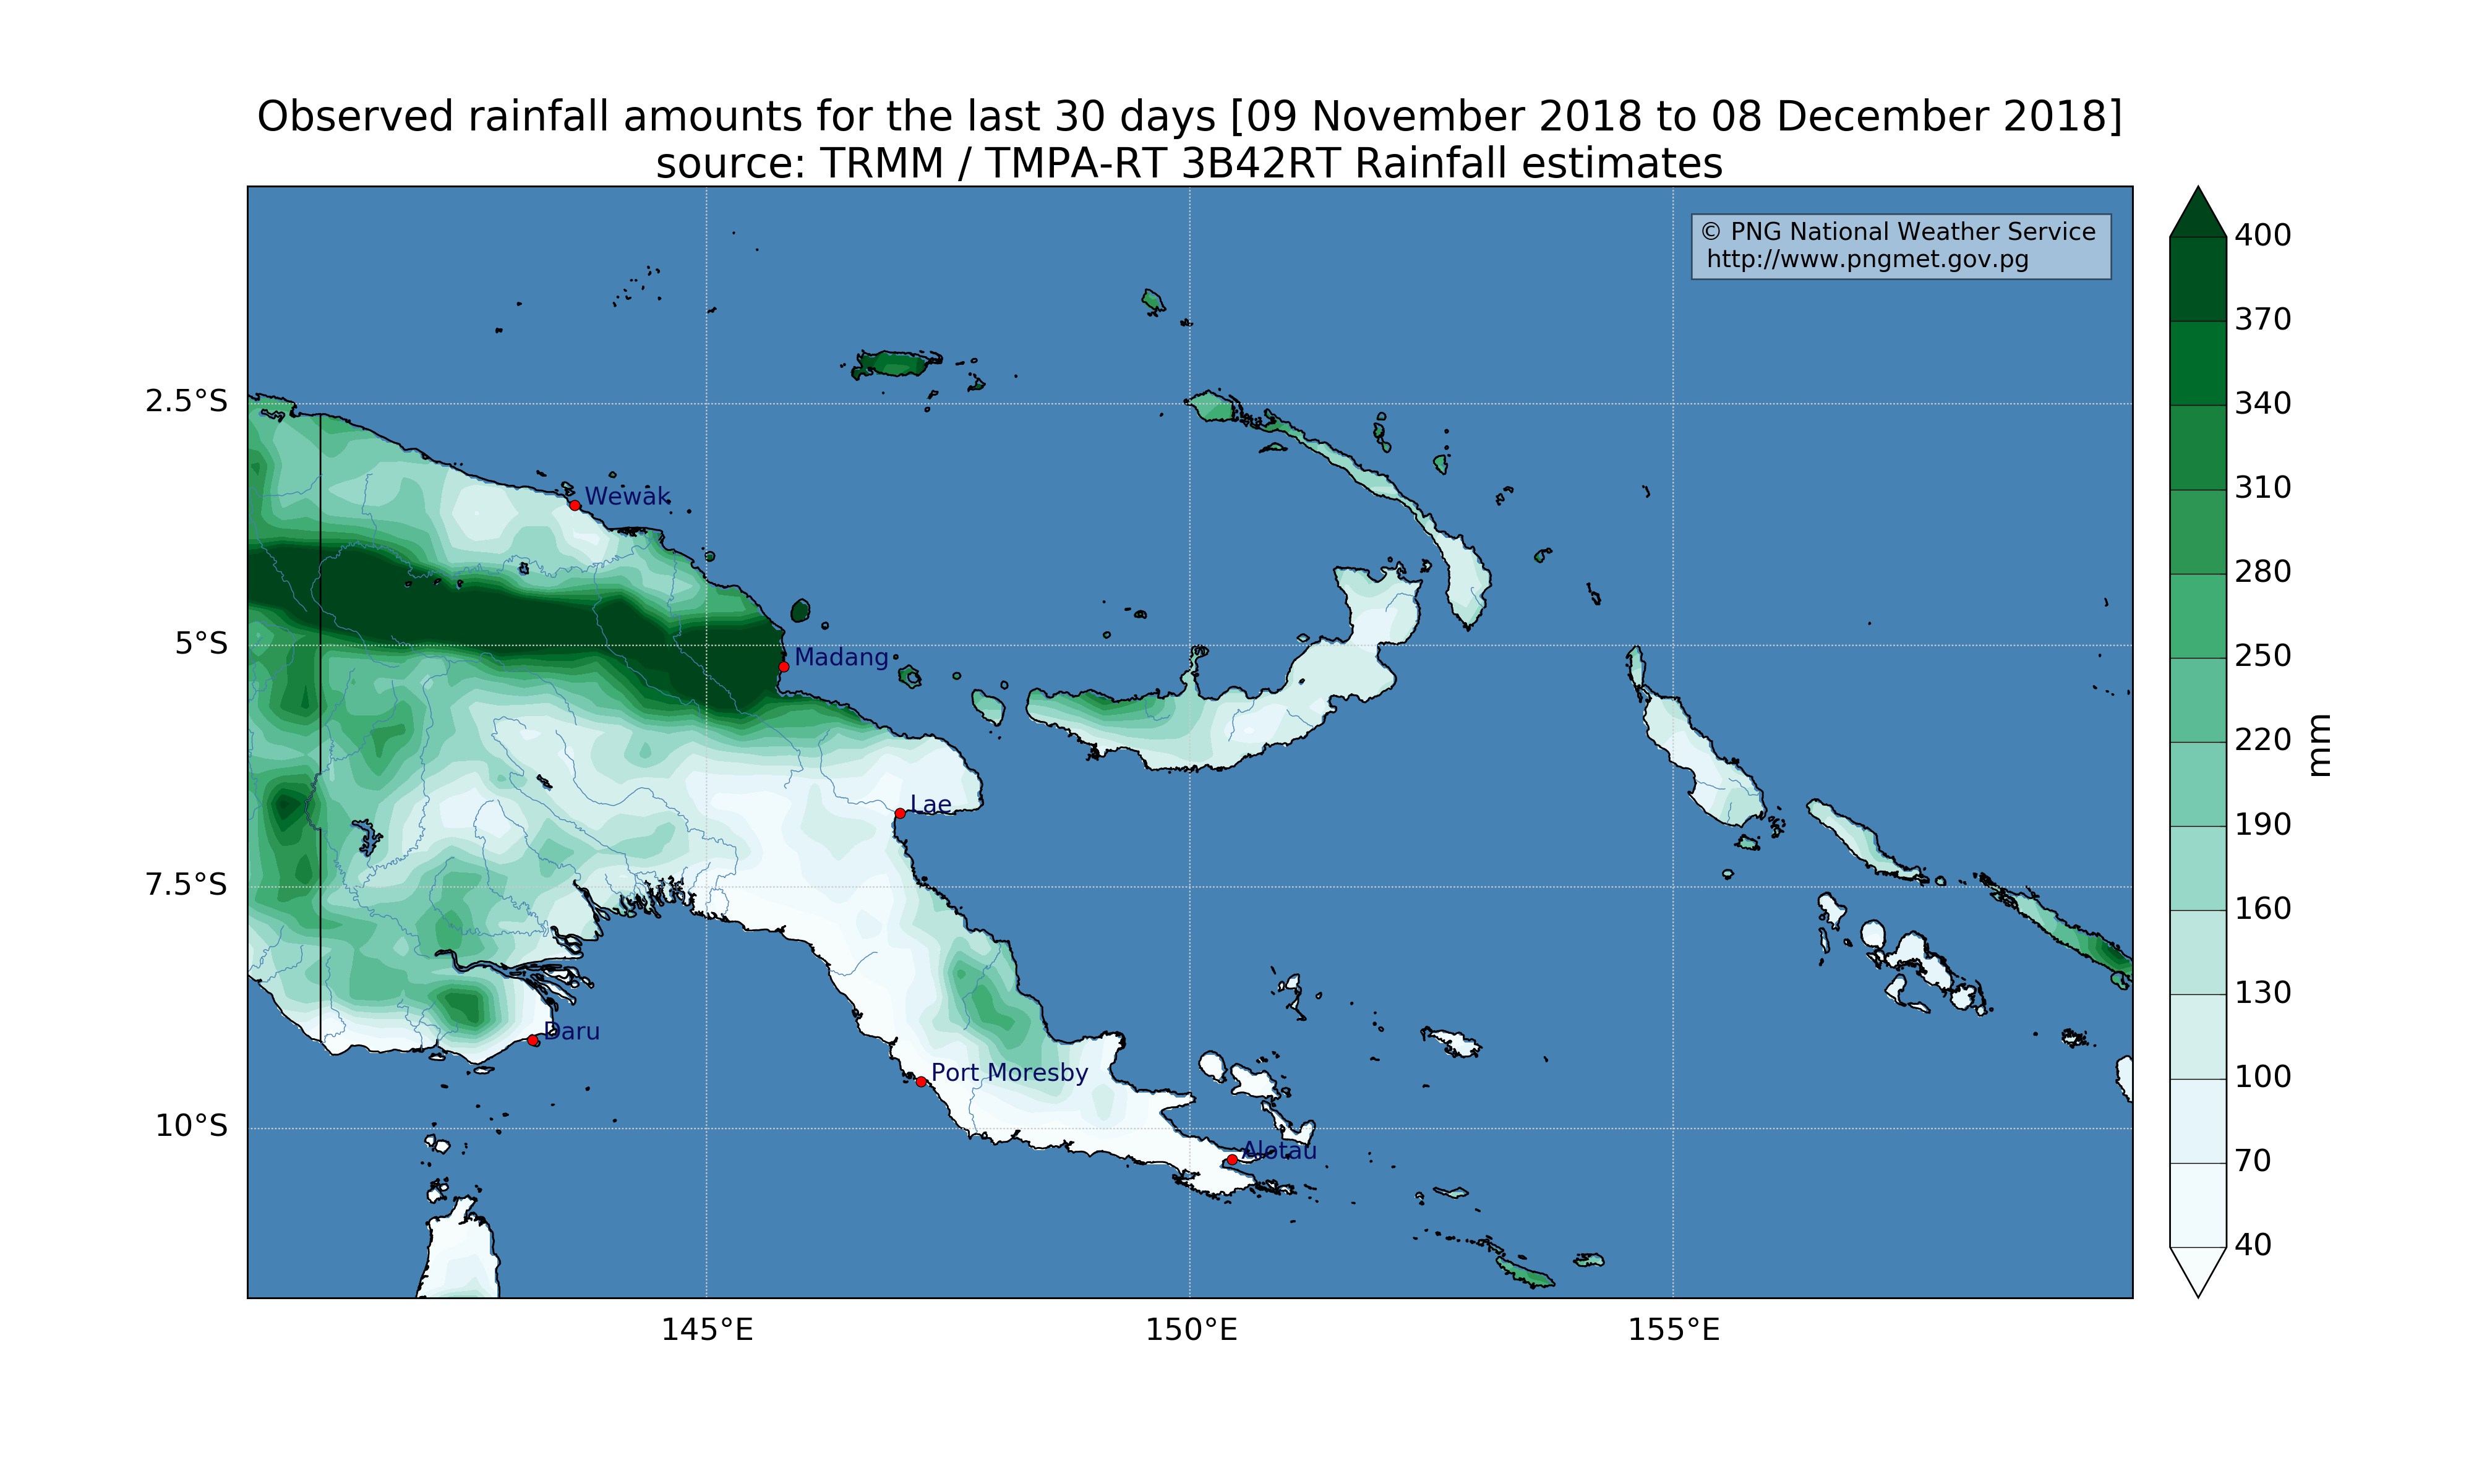 Observed rainfall amounts for the last 30 days [09 November 2018 to 08 December 2018]
source: TRMM / TMPA-RT 3B42RT Rainfall estimates
© PNG National Weather Service
http://www.pngmet.gov.pg
400
370
340
310
280
250
220
190
160
130
100
70
40
mm
2.5°S
5°S
7.5°S
10°S
Wewak
Madang
Lae
Daru
Port Moresby
Alotau
145°E
150°E
155°E